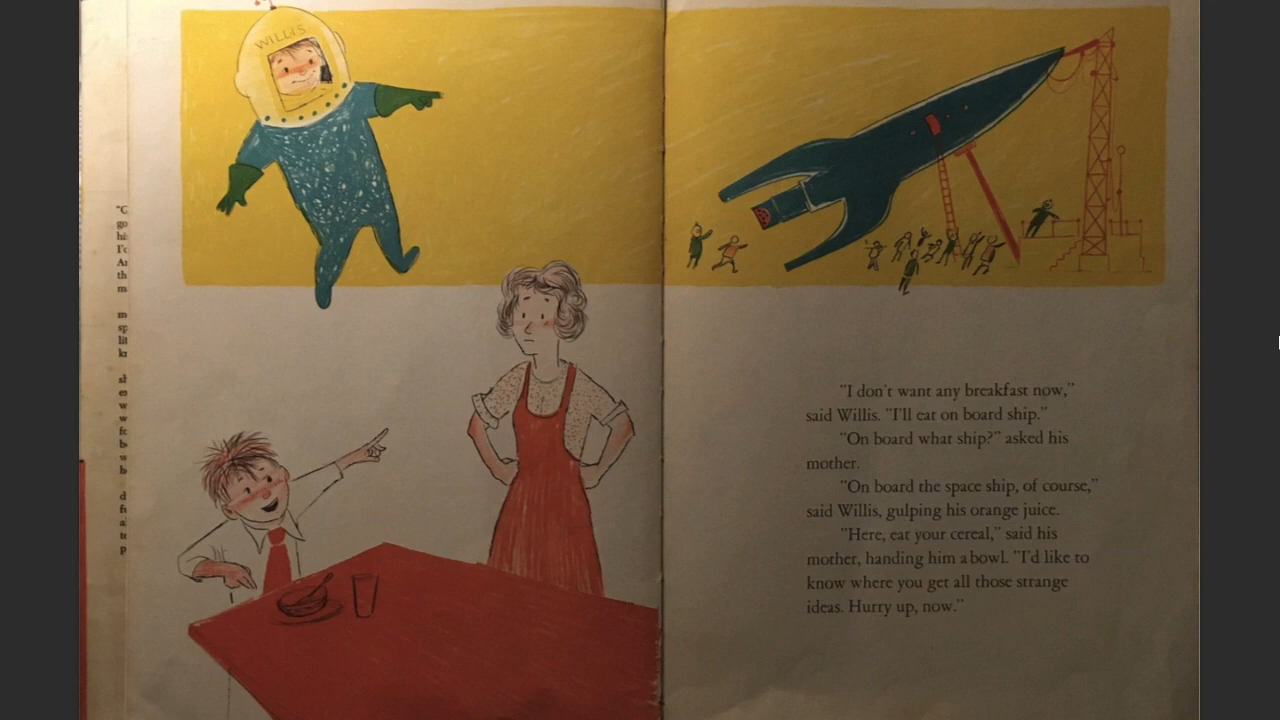 WILLIS
"I don't want any breakfast now,"
said Willis. "I'll eat on board ship."
"On board what ship?" asked his
mother.
"On board the space ship, of course,"
said Willis, gulping his orange juice.
"Here, eat your cereal," said his
mother, handing him a bowl. "I'd like to
know where you get all those strange
ideas. Hurry up, now."